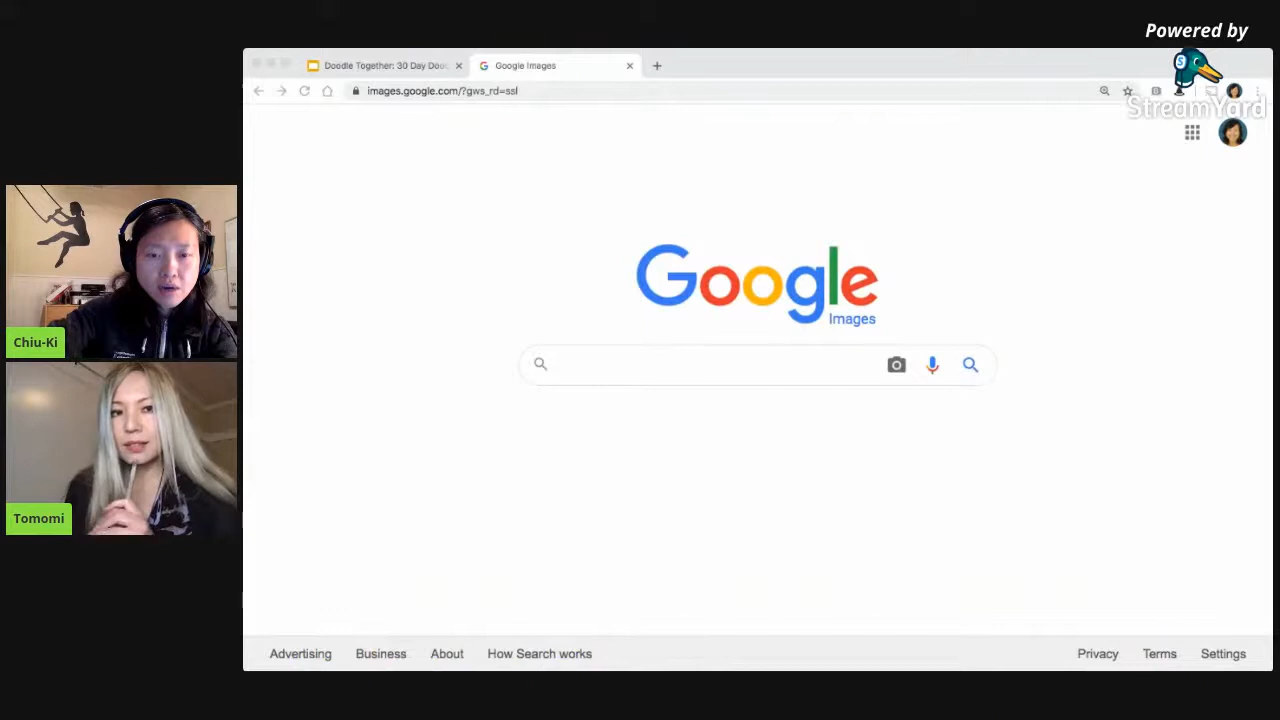 Powered by
StreamYard
Doodle Together: 30 Day Doo
Google Images
images.google.com/?gws_rd=ssl
Google
Images
Chiu-Ki
Tomomi
Advertising
Business
About
How Search works
Privacy
Terms
Settings